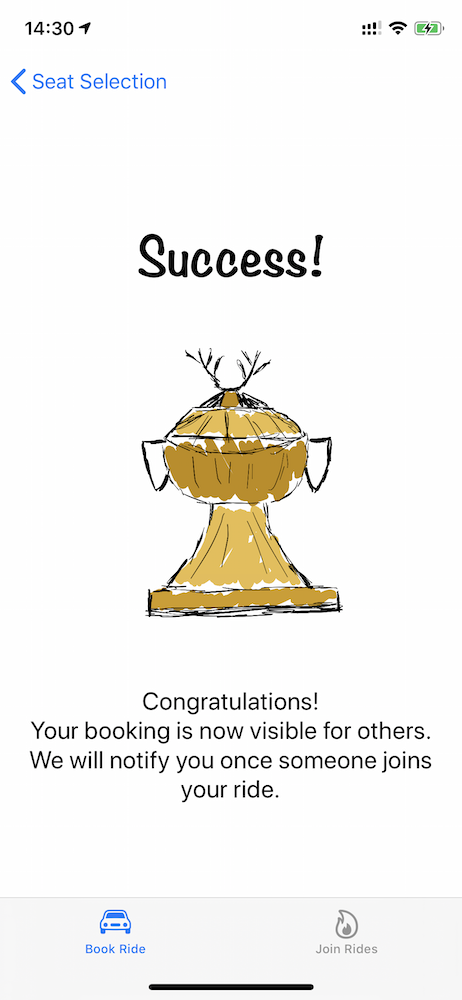 14:30
Seat Selection
Success!
Congratulations!
Your booking is now visible for others.
We will notify you once someone joins
your ride.
Book Ride
Join Rides